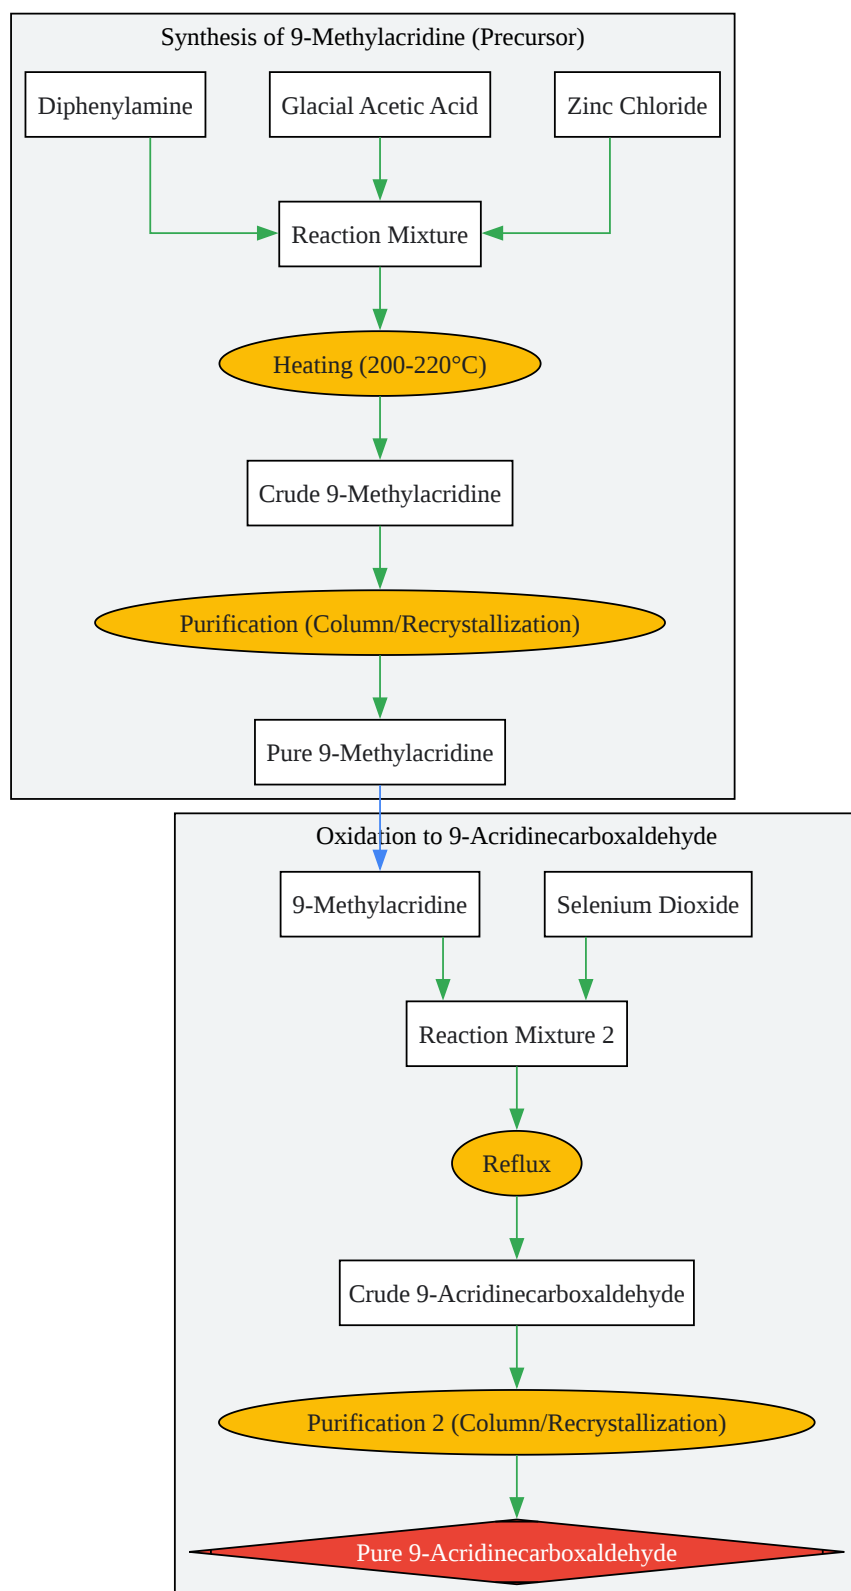 Synthesis of 9-Methylacridine (Precursor)
Diphenylamine
Glacial Acetic Acid
Zinc Chloride
Reaction Mixture
Heating (200-220°C)
Crude 9-Methylacridine
Purification (Column/Recrystallization)
Pure 9-Methylacridine
Oxidation to 9-Acridinecarboxaldehyde
9-Methylacridine
Selenium Dioxide
Reaction Mixture 2
Reflux
Crude 9-Acridinecarboxaldehyde
Purification 2 (Column/Recrystallization)
Pure 9-Acridinecarboxaldehyde